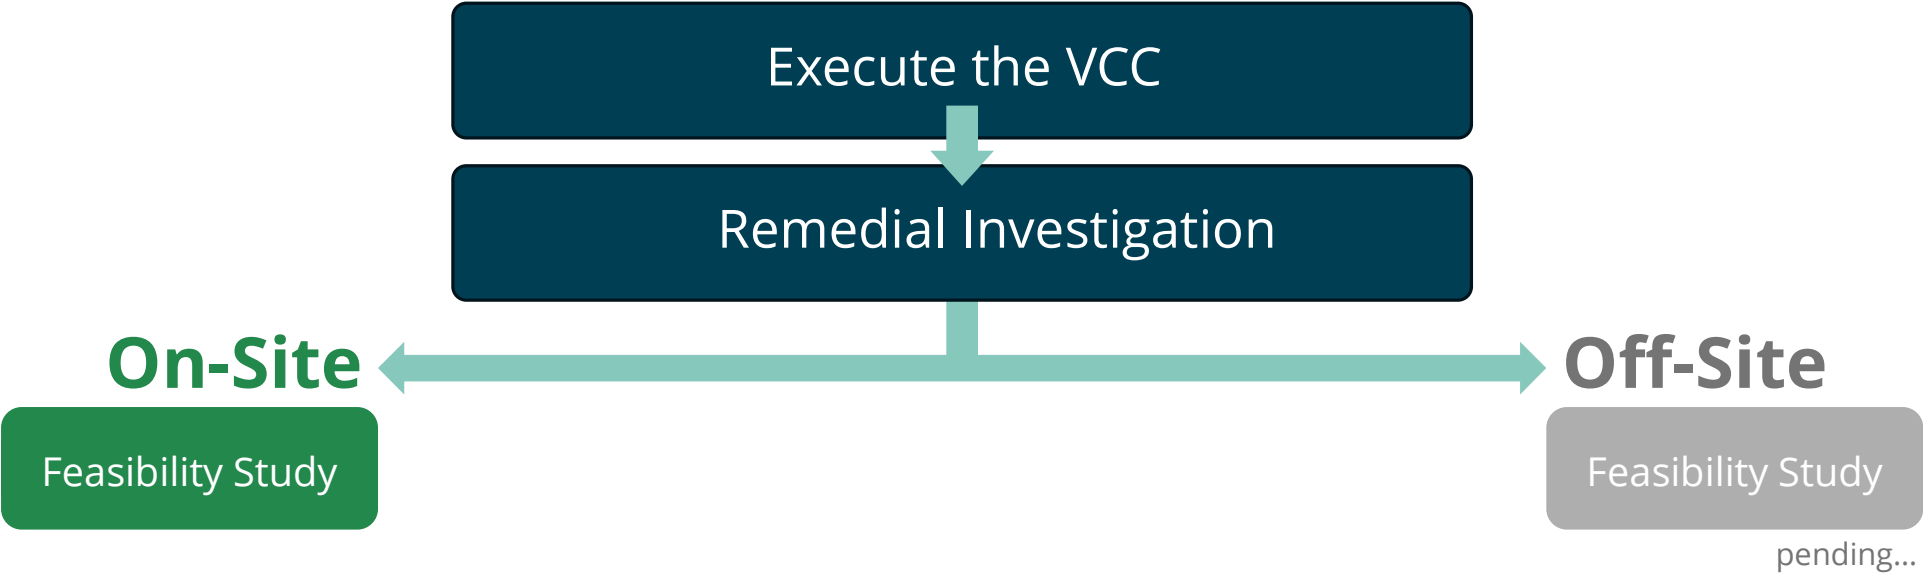 Execute the VCC
Remedial Investigation
On-Site
Off-Site
Feasibility Study
Feasibility Study
pending...